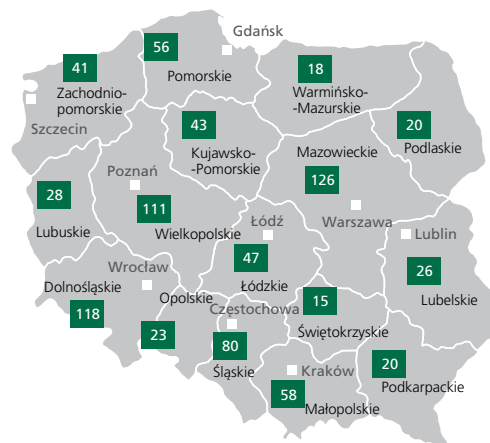 Gdańsk
56
Pomorskie
41
Zachodnio-
pomorskie
Szczecin
18
Warmińsko-
-Mazurskie
43
Kujawsko-
-Pomorskie
20
Podlaskie
Mazowieckie
126
Warszawa
Poznań
111
Wielkopolskie
28
Lubuskie
Łódź
47
Łódzkie
Lublin
26
Lubelskie
Wrocław
Dolnośląskie
118
Opolskie
23
Częstochowa
80
Śląskie
15
Świętokrzyskie
Kraków
58
Małopolskie
20
Podkarpackie